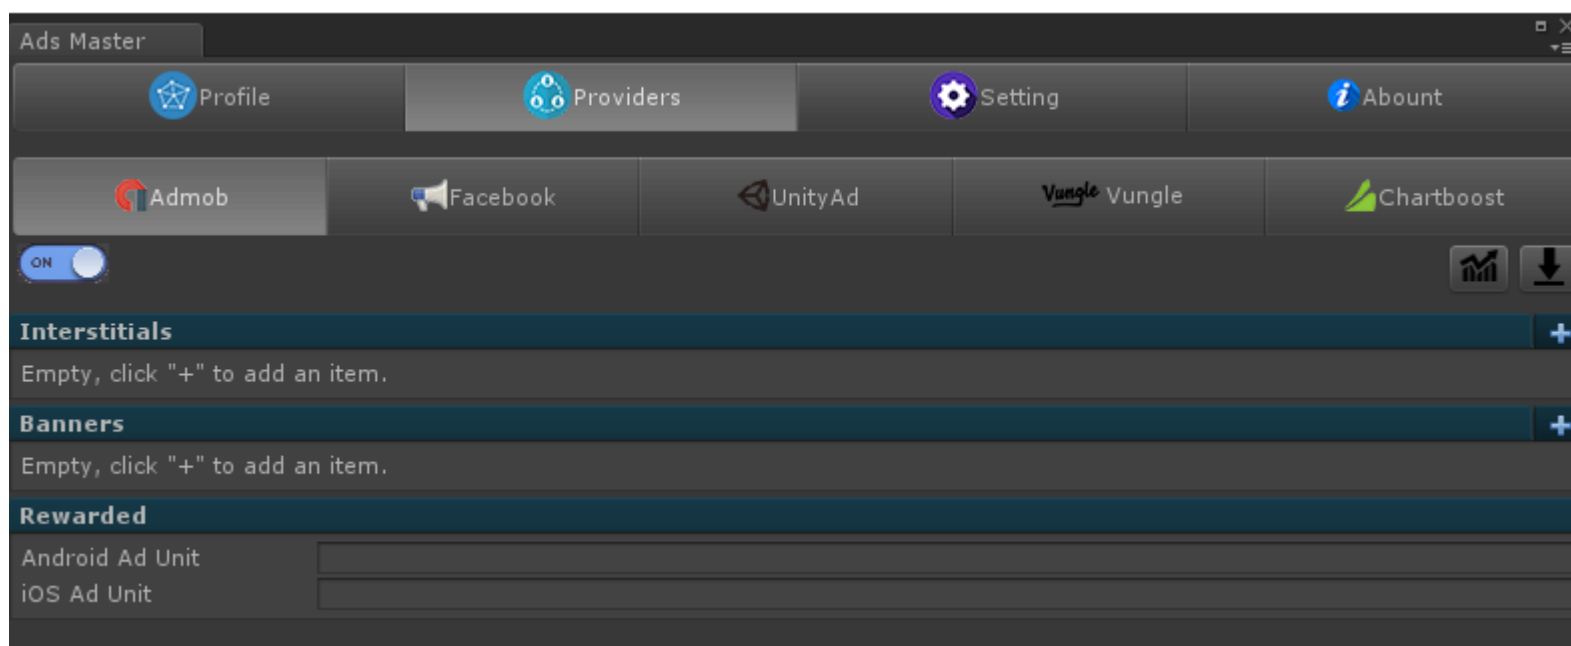 Ads Master
Profile Providers Setting Abount
Admob Facebook UnityAd Vungle Vungle Chartboost
ON
Interstitials
Empty, click "+" to add an item.
Banners
Empty, click "+" to add an item.
Rewarded
Android Ad Unit
iOS Ad Unit